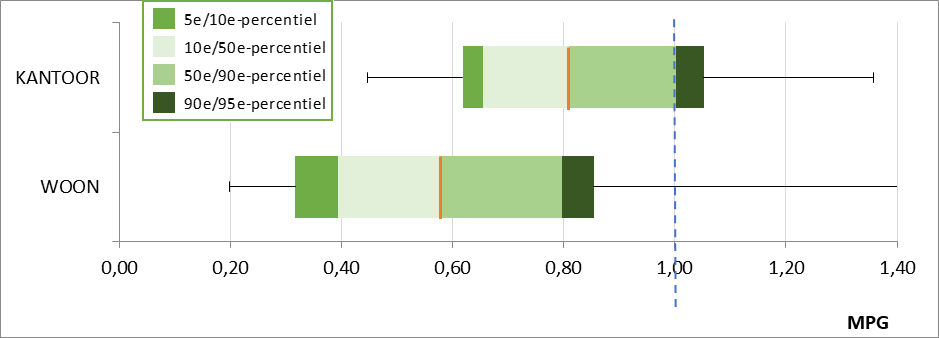 5e/10e-percentiel
10e/50e-percentiel
50e/90e-percentiel
90e/95e-percentiel
KANTOOR
WOON
0,00 0,20 0,40 0,60 0,80 1,00 1,20 1,40
MPG